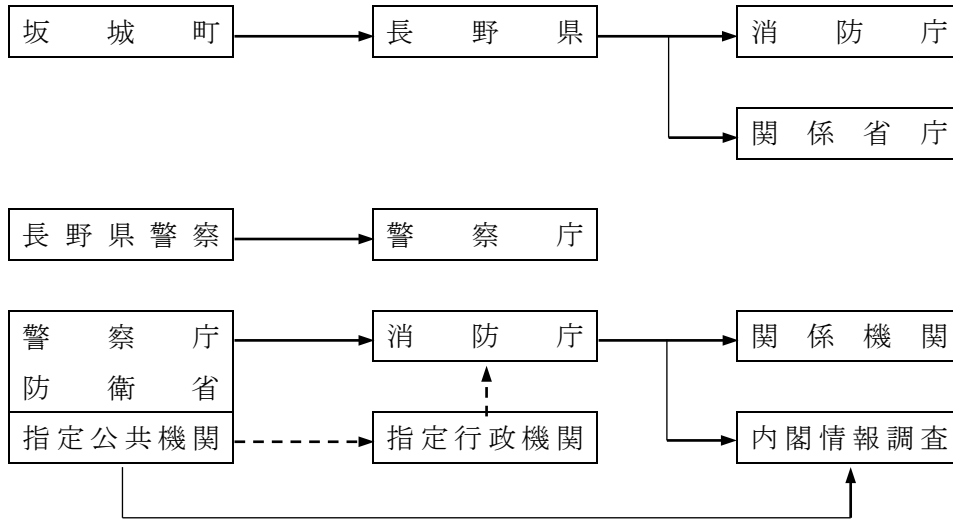 坂城町
長野県
消防庁
関係省庁
長野県警察
警察庁
警察庁
防衛省
消防庁
関係機関
指定公共機関
指定行政機関
内閣情報調査